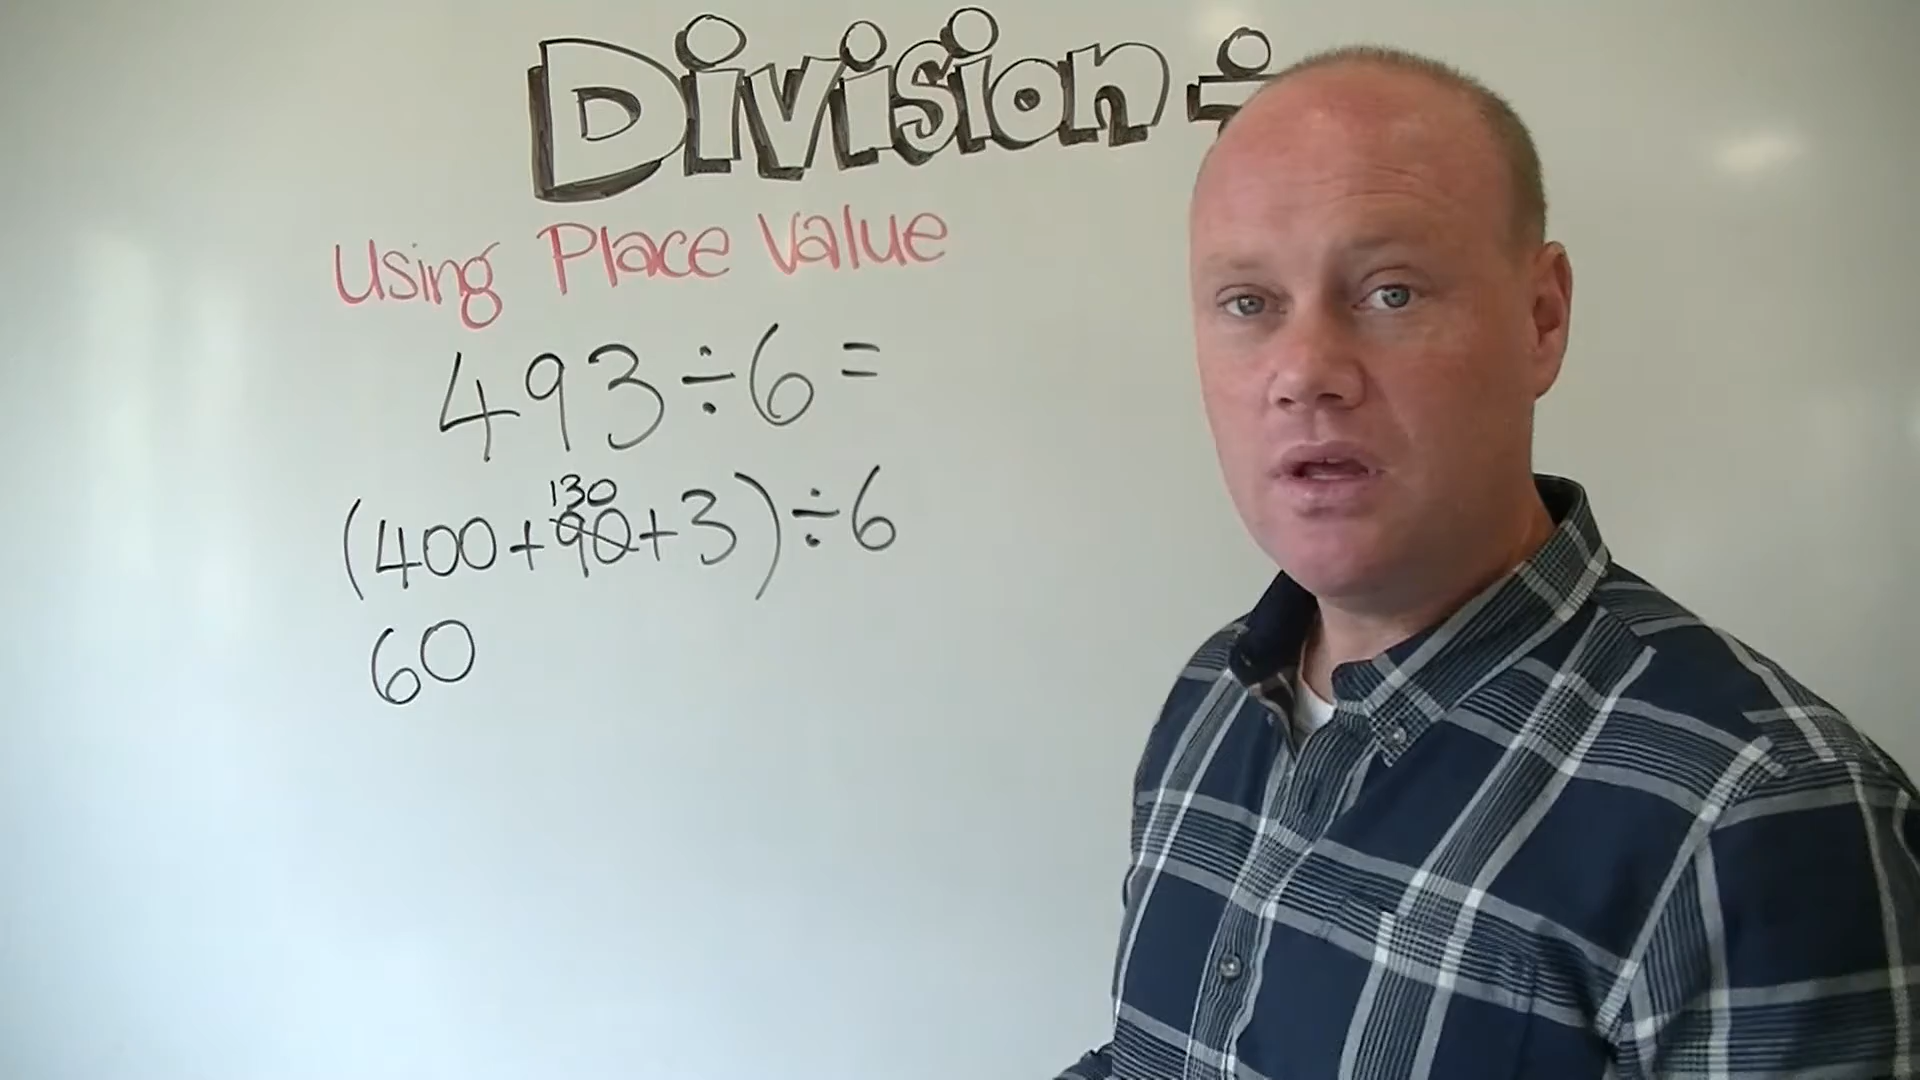 Division ÷
Using Place Value
493÷6=
130
(400+90+3)÷6
60